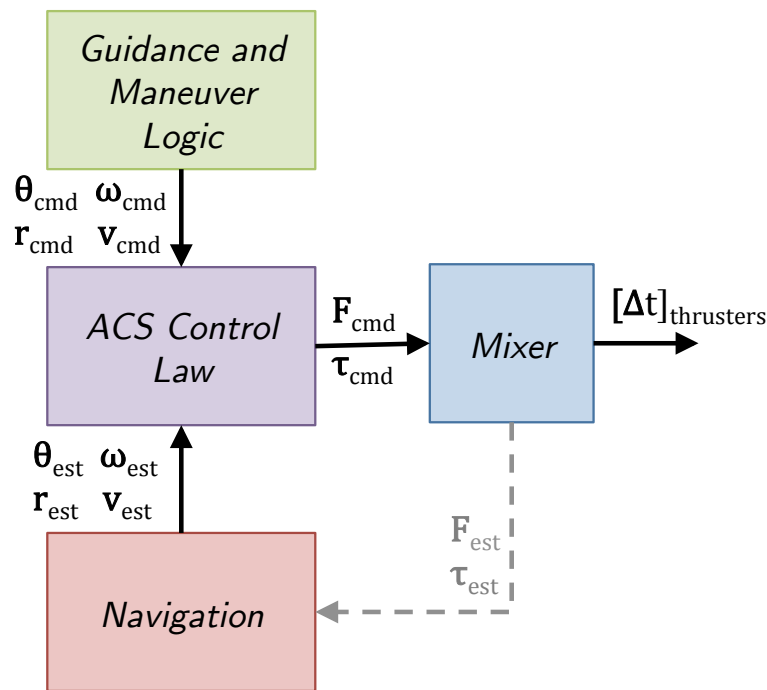 Guidance and
Maneuver
Logic
θcmd ωcmd
rcmd vcmd
ACS Control
Law
Fcmd
τcmd
Mixer
[Δt]thrusters
θest ωest
rest vest
Fest
τest
Navigation